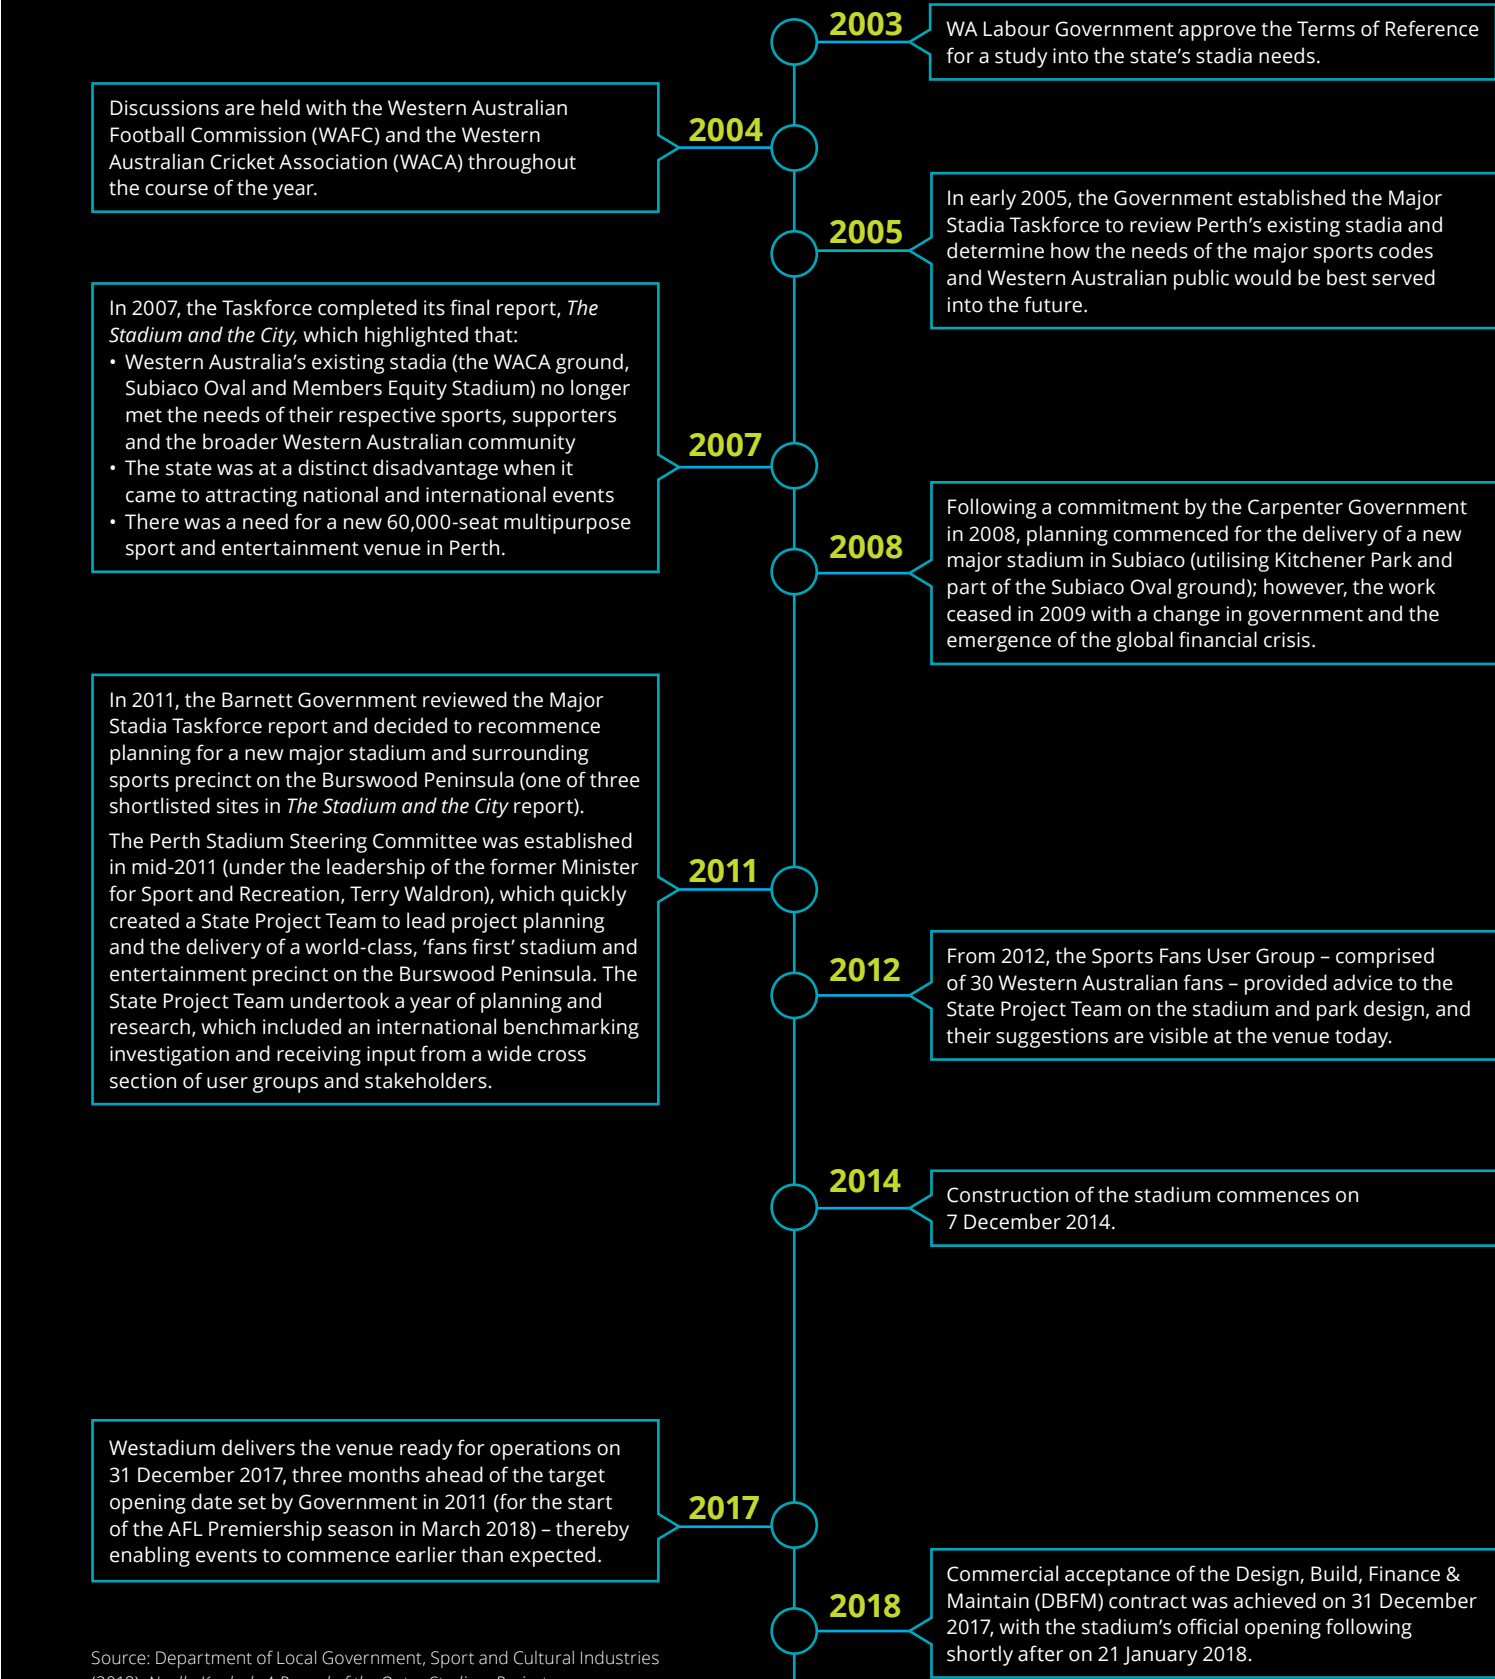 2003
WA Labour Government approve the Terms of Reference
for a study into the state’s stadia needs.
2004
Discussions are held with the Western Australian
Football Commission (WAFC) and the Western
Australian Cricket Association (WACA) throughout
the course of the year.
2005
In early 2005, the Government established the Major
Stadia Taskforce to review Perth’s existing stadia and
determine how the needs of the major sports codes
and Western Australian public would be best served
into the future.
2007
In 2007, the Taskforce completed its final report, The
Stadium and the City, which highlighted that:
• Western Australia’s existing stadia (the WACA ground,
Subiaco Oval and Members Equity Stadium) no longer
met the needs of their respective sports, supporters
and the broader Western Australian community
• The state was at a distinct disadvantage when it
came to attracting national and international events
• There was a need for a new 60,000-seat multipurpose
sport and entertainment venue in Perth.
2008
Following a commitment by the Carpenter Government
in 2008, planning commenced for the delivery of a new
major stadium in Subiaco (utilising Kitchener Park and
part of the Subiaco Oval ground); however, the work
ceased in 2009 with a change in government and the
emergence of the global financial crisis.
2011
In 2011, the Barnett Government reviewed the Major
Stadia Taskforce report and decided to recommence
planning for a new major stadium and surrounding
sports precinct on the Burswood Peninsula (one of three
shortlisted sites in The Stadium and the City report).
The Perth Stadium Steering Committee was established
in mid-2011 (under the leadership of the former Minister
for Sport and Recreation, Terry Waldron), which quickly
created a State Project Team to lead project planning
and the delivery of a world-class, ‘fans first’ stadium and
entertainment precinct on the Burswood Peninsula. The
State Project Team undertook a year of planning and
research, which included an international benchmarking
investigation and receiving input from a wide cross
section of user groups and stakeholders.
2012
From 2012, the Sports Fans User Group – comprised
of 30 Western Australian fans – provided advice to the
State Project Team on the stadium and park design, and
their suggestions are visible at the venue today.
2014
Construction of the stadium commences on
7 December 2014.
2017
Westadium delivers the venue ready for operations on
31 December 2017, three months ahead of the target
opening date set by Government in 2011 (for the start
of the AFL Premiership season in March 2018) – thereby
enabling events to commence earlier than expected.
2018
Commercial acceptance of the Design, Build, Finance &
Maintain (DBFM) contract was achieved on 31 December
2017, with the stadium’s official opening following
shortly after on 21 January 2018.
Source: Department of Local Government, Sport and Cultural Industries